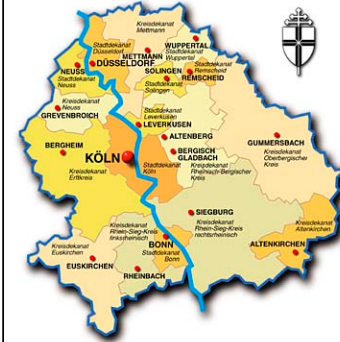 Kreisdekanat
Mettmann
WUPPERTAL
Stadtdekanat
Wuppertal
Stadtdekanat
Düsseldorf
METTMANN
DÜSSELDORF
NEUSS
Stadtdekanat
Neuss
SOLINGEN
Stadtdekanat
Solingen
Stadtdekanat
Remscheid
REMSCHEID
Kreisdekanat
Neuss
GREVENBROICH
Stadtdekanat
Leverkusen
LEVERKUSEN
ALTENBERG
GUMMERSBACH
Kreisdekanat
Oberbergischer
Kreis
BERGHEIM
KÖLN
BERGISCH
GLADBACH
Stadtdekanat
Köln
Kreisdekanat
Rheinisch-Bergischer
Kreis
Kreisdekanat
Erftkreis
SIEGBURG
Kreisdekanat
Rhein-Sieg-Kreis
linksrheinisch
Kreisdekanat
Rhein-Sieg-Kreis
rechtsrheinisch
Kreisdekanat
Altenkirchen
ALTENKIRCHEN
BONN
Stadtdekanat
Bonn
Kreisdekanat
Euskirchen
EUSKIRCHEN
RHEINBACH